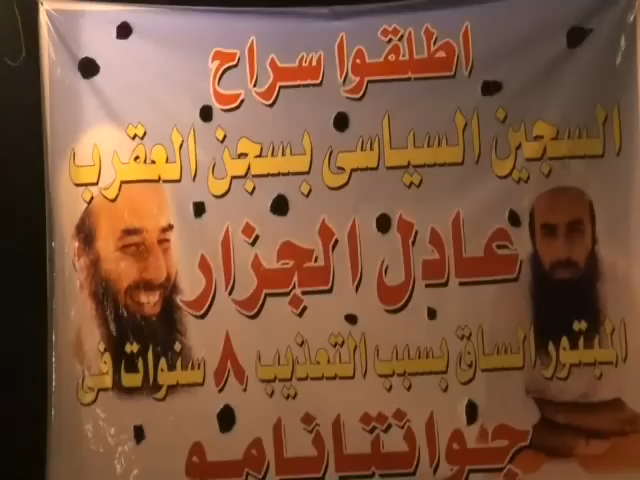 اطلقوا سراح
السجين السياسى بسجن العقرب
عادل الجزار
المبتور الساق بسبب التعذيب ٨ سنوات فى
جوانتانامو